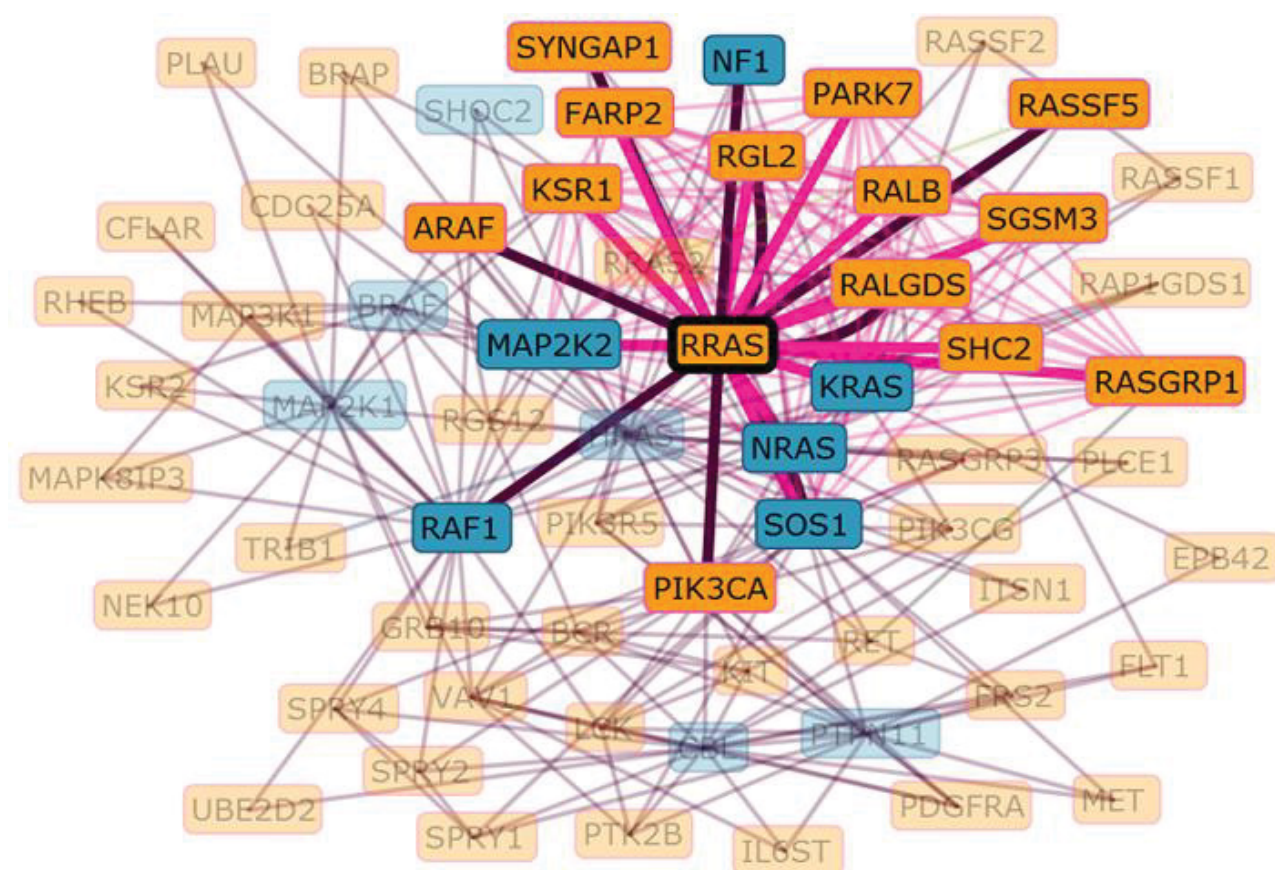 SYNGAP1
NF1
RASSF2
PLAU
BRAP
PARK7
RASSF5
SHOC2
FARP2
RGL2
RASSF1
KSR1
RALB
CDC25A
SGSM3
CFLAR
ARAF
RRAS2
RALGDS
RAP1GDS1
RHEB
MAP3K1
BRAF
MAP2K2
RRAS
SHC2
KSR2
MAP2K1
KRAS
RASGRP1
RGS12
HRAS
NRAS
RASGRP3
PLCE1
MAPK8IP3
RAF1
PIK3R5
SOS1
PIK3CG
TRIB1
EPB42
NEK10
PIK3CA
ITSN1
GRB10
BCR
RET
KIT
FLT1
SPRY4
VAV1
FRS2
LCK
CBL
PTPN11
SPRY2
UBE2D2
PDGFRA
MET
SPRY1
PTK2B
IL6ST